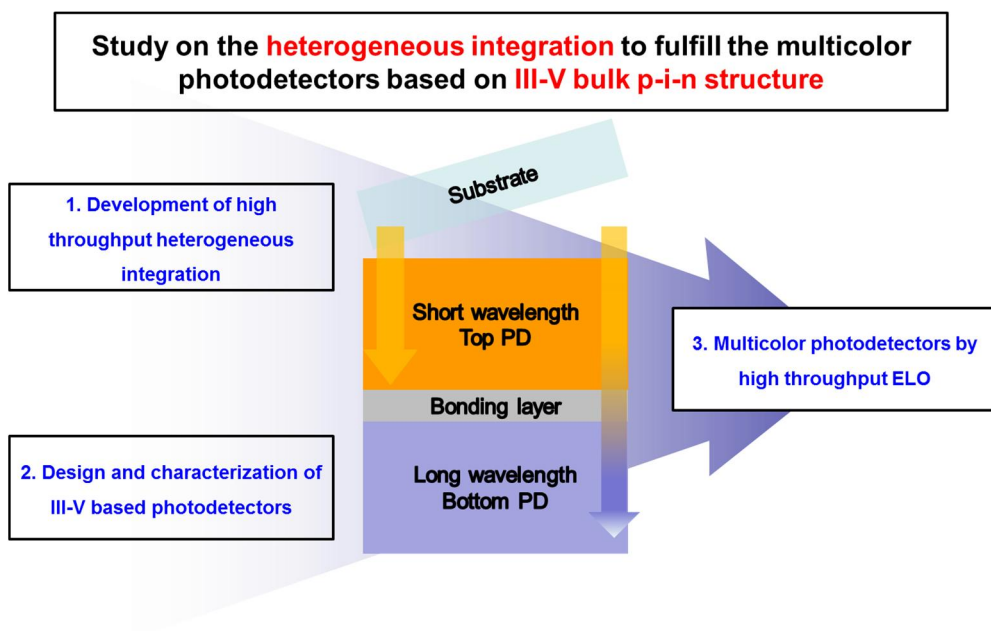 Study on the heterogeneous integration to fulfill the multicolor
photodetectors based on III-V bulk p-i-n structure
Substrate
1. Development of high
throughput heterogeneous
integration
Short wavelength
Top PD
3. Multicolor photodetectors by
high throughput ELO
Bonding layer
2. Design and characterization of
III-V based photodetectors
Long wavelength
Bottom PD